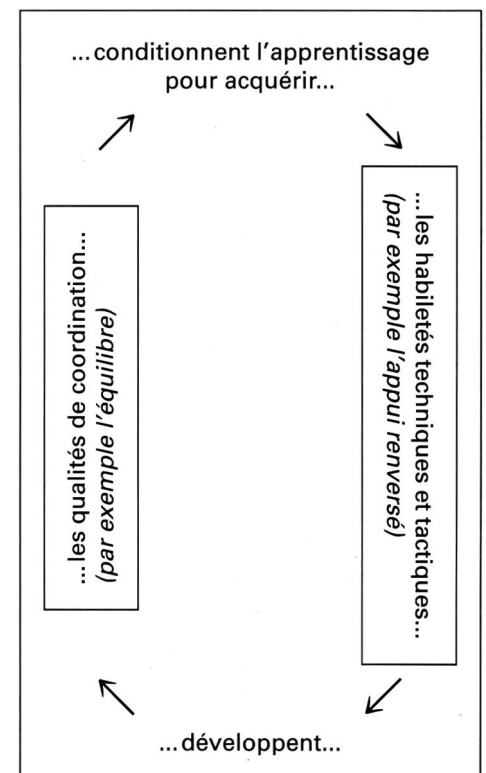 ...conditionnent l'apprentissage
pour acquérir...
...les habiletés techniques et tactiques...
(par exemple l'appui renversé)
...développent...
...les qualités de coordination...
(par exemple l'équilibre)